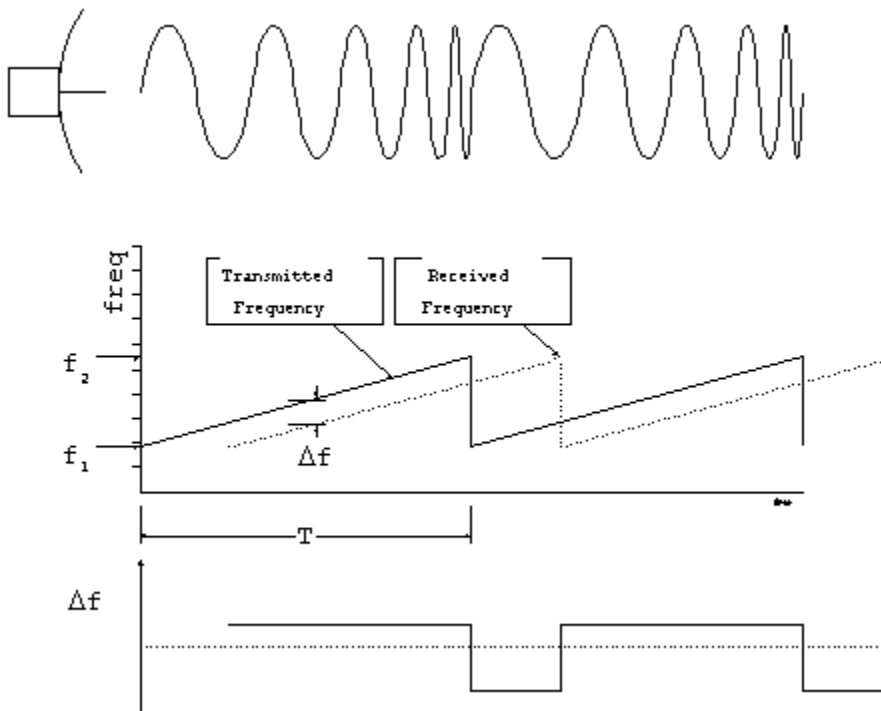 freq
Transmitted
Frequency
Received
Frequency
f₂
f₁
Δf
T
Δf